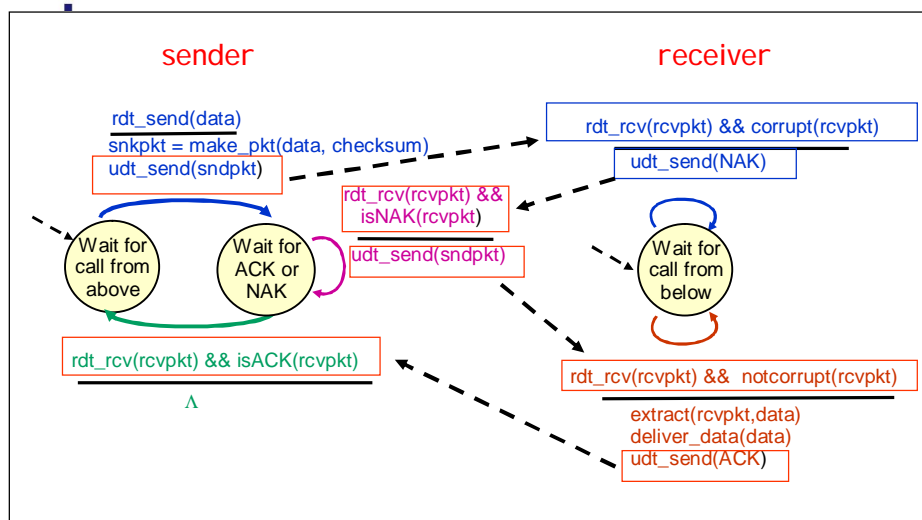 sender
receiver
rdt_send(data)
snkpkt = make_pkt(data, checksum)
udt_send(sndpkt)
rdt_rcv(rcvpkt) && corrupt(rcvpkt)
udt_send(NAK)
rdt_rcv(rcvpkt) &&
isNAK(rcvpkt)
udt_send(sndpkt)
Wait for
call from
above
Wait for
ACK or
NAK
Wait for
call from
below
rdt_rcv(rcvpkt) && isACK(rcvpkt)
Λ
rdt_rcv(rcvpkt) && notcorrupt(rcvpkt)
extract(rcvpkt,data)
deliver_data(data)
udt_send(ACK)